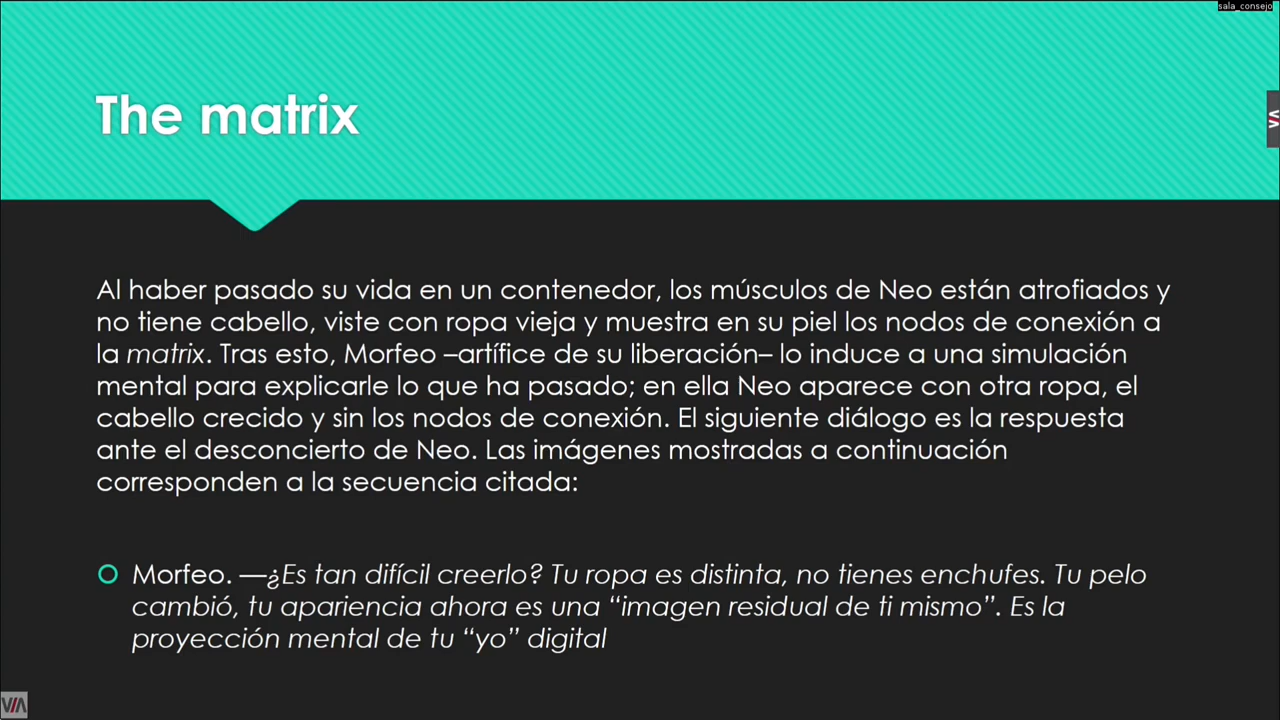 sala_consejo
The matrix
Al haber pasado su vida en un contenedor, los músculos de Neo están atrofiados y
no tiene cabello, viste con ropa vieja y muestra en su piel los nodos de conexión a
la matrix. Tras esto, Morfeo –artífice de su liberación– lo induce a una simulación
mental para explicarle lo que ha pasado; en ella Neo aparece con otra ropa, el
cabello crecido y sin los nodos de conexión. El siguiente diálogo es la respuesta
ante el desconcierto de Neo. Las imágenes mostradas a continuación
corresponden a la secuencia citada:
Morfeo. —¿Es tan difícil creerlo? Tu ropa es distinta, no tienes enchufes. Tu pelo
cambió, tu apariencia ahora es una “imagen residual de ti mismo”. Es la
proyección mental de tu “yo” digital
VIA